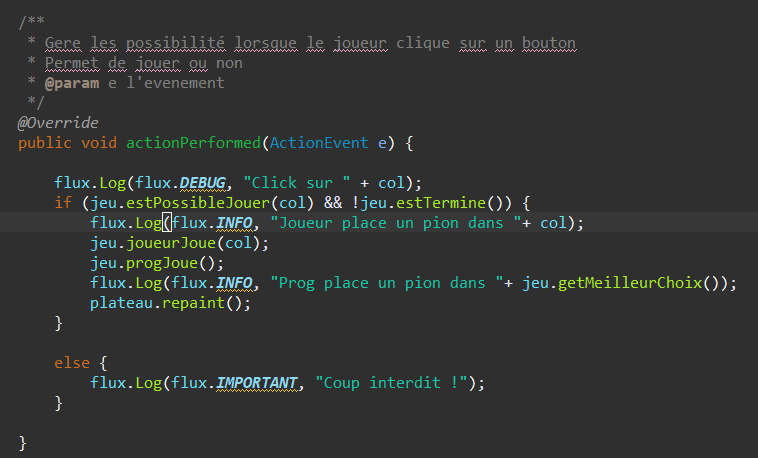 /**
 * Gere les possibilité lorsque le joueur clique sur un bouton
 * Permet de jouer ou non
 * @param e l'evenement
 */
@Override
public void actionPerformed(ActionEvent e) {
    flux.Log(flux.DEBUG, "Click sur " + col);
    if (jeu.estPossibleJouer(col) && !jeu.estTermine()) {
        flux.Log(flux.INFO, "Joueur place un pion dans "+ col);
        jeu.joueurJoue(col);
        jeu.progJoue();
        flux.Log(flux.INFO, "Prog place un pion dans "+ jeu.getMeilleurChoix());
        plateau.repaint();
    }
    else {
        flux.Log(flux.IMPORTANT, "Coup interdit !");
    }
}